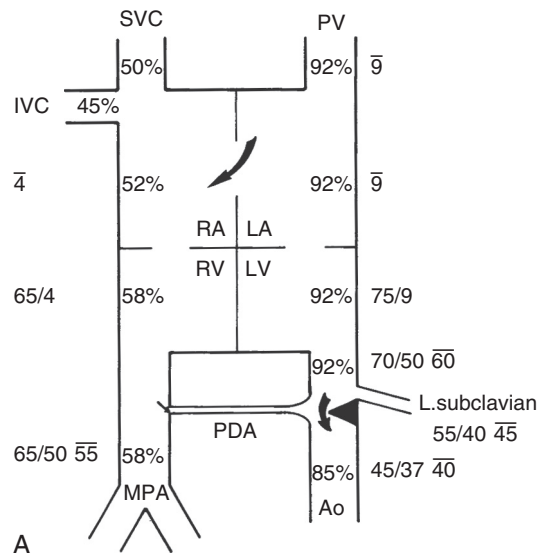 SVC PV
50% 92% 9̅
IVC 45%
4̅ 52% 92% 9̅
RA LA
RV LV
65/4 58% 92% 75/9
92% 70/50 6̅0̅
L.subclavian
PDA 55/40 4̅5̅
65/50 5̅5̅ 58% 85% 45/37 4̅0̅
MPA Ao
A